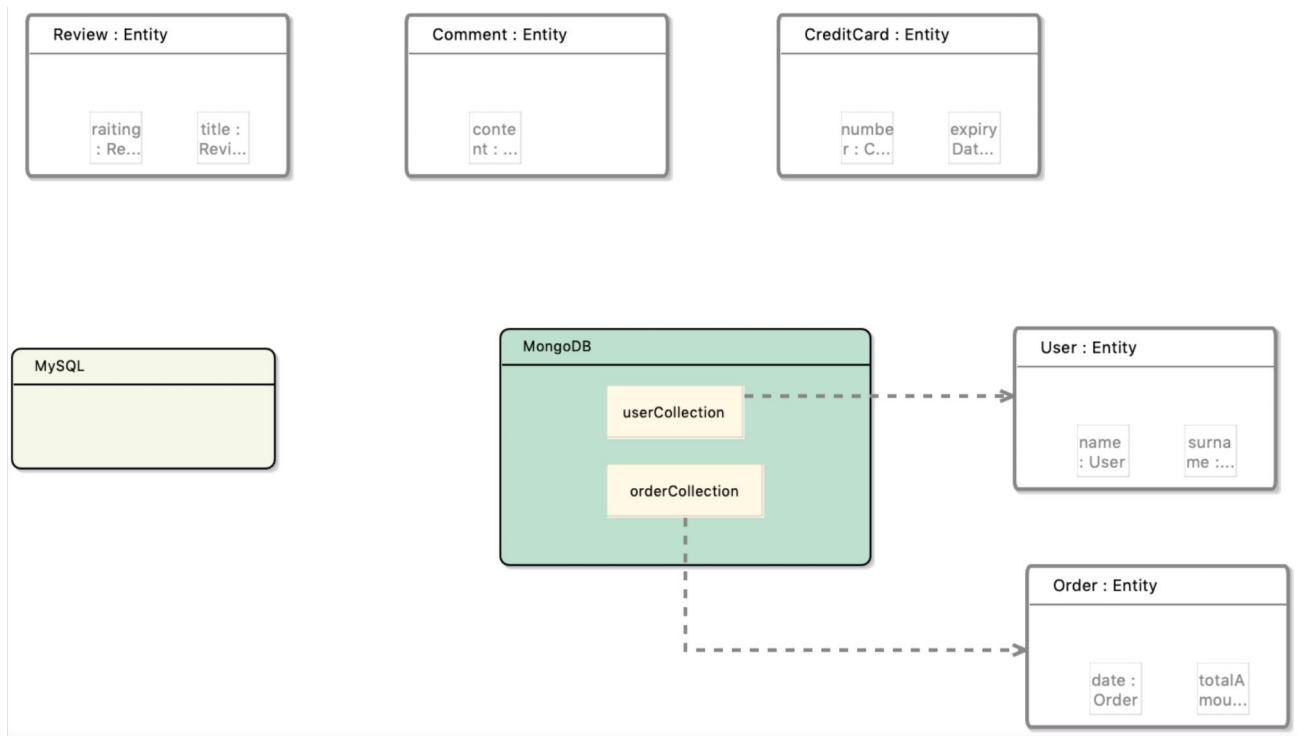 Review : Entity
raiting
: Re...
title :
Revi...
Comment : Entity
conte
nt : ...
CreditCard : Entity
numbe
r : C...
expiry
Dat...
MySQL
MongoDB
userCollection
orderCollection
User : Entity
name
: User
surna
me :...
Order : Entity
date :
Order
totalA
mou...